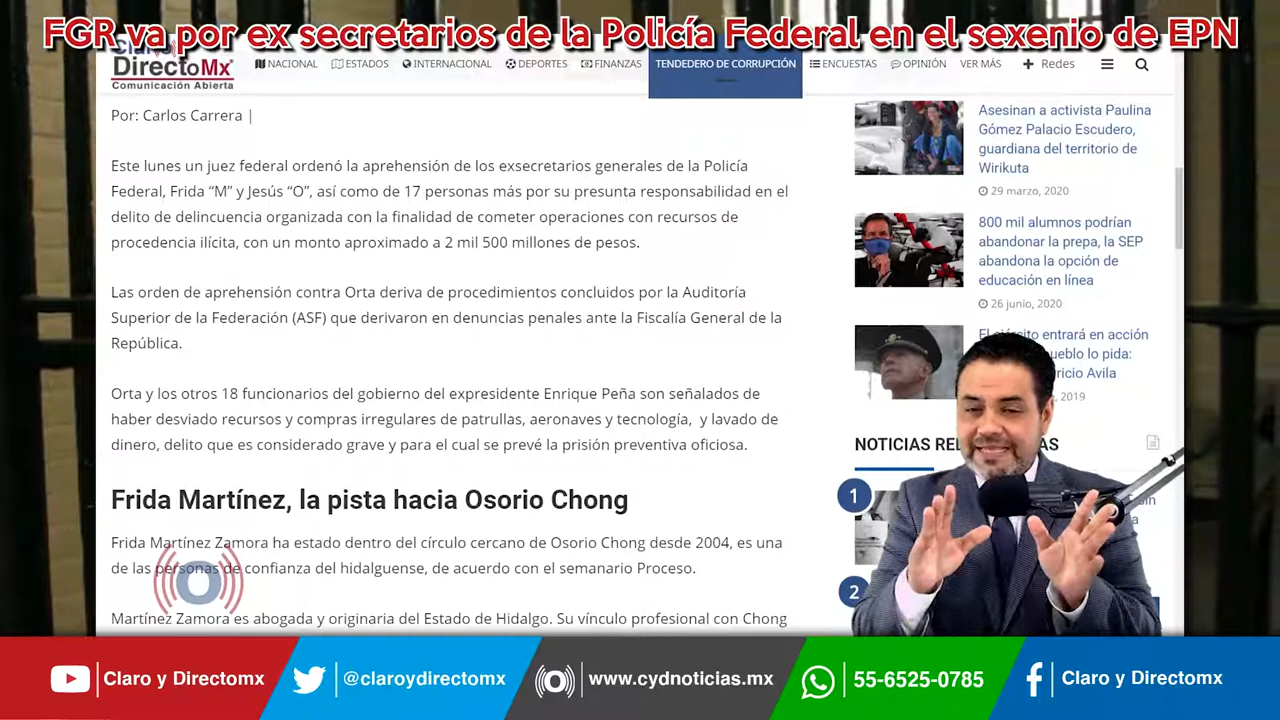 FGR va por ex secretarios de la Policía Federal en el sexenio de EPN
DirectoMx
Comunicación Abierta
NACIONAL
ESTADOS
INTERNACIONAL
DEPORTES
FINANZAS
TENDEDERO DE CORRUPCIÓN
ENCUESTAS
OPINIÓN
VER MÁS
Redes
Por: Carlos Carrera |
Este lunes un juez federal ordenó la aprehensión de los exsecretarios generales de la Policía
Federal, Frida “M” y Jesús “O”, así como de 17 personas más por su presunta responsabilidad en el
delito de delincuencia organizada con la finalidad de cometer operaciones con recursos de
procedencia ilícita, con un monto aproximado a 2 mil 500 millones de pesos.
Las orden de aprehensión contra Orta deriva de procedimientos concluidos por la Auditoría
Superior de la Federación (ASF) que derivaron en denuncias penales ante la Fiscalía General de la
República.
Orta y los otros 18 funcionarios del gobierno del expresidente Enrique Peña son señalados de
haber desviado recursos y compras irregulares de patrullas, aeronaves y tecnología, y lavado de
dinero, delito que es considerado grave y para el cual se prevé la prisión preventiva oficiosa.
Frida Martínez, la pista hacia Osorio Chong
Frida Martínez Zamora ha estado dentro del círculo cercano de Osorio Chong desde 2004, es una
de las personas de confianza del hidalguense, de acuerdo con el semanario Proceso.
Martínez Zamora es abogada y originaria del Estado de Hidalgo. Su vínculo profesional con Chong
Asesinan a activista Paulina
Gómez Palacio Escudero,
guardiana del territorio de
Wirikuta
29 marzo, 2020
800 mil alumnos podrían
abandonar la prepa, la SEP
abandona la opción de
educación en línea
26 junio, 2020
El ejército entrará en acción
pueblo lo pida:
Avila
2019
NOTICIAS
1
2
Claro y Directomx
@claroydirectomx
www.cydnoticias.mx
55-6525-0785
Claro y Directomx